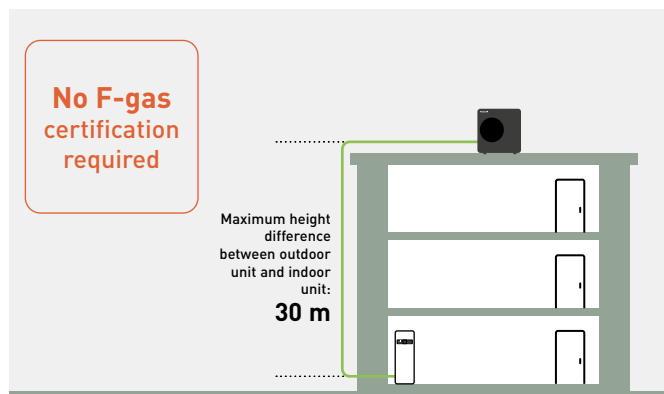 No F-gas
certification
required
Maximum height
difference
between outdoor
unit and indoor
unit:
30 m